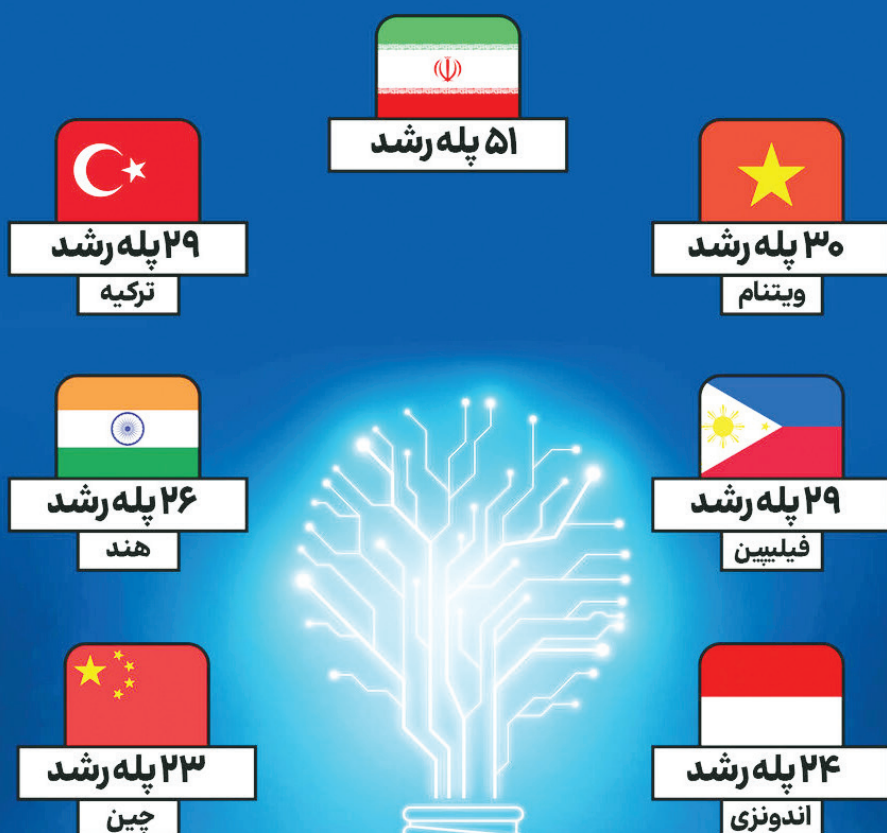 ۵۱ پله رشد
۳۰ پله رشد
ویتنام
۲۹ پله رشد
ترکیه
۲۹ پله رشد
فیلیپین
۲۶ پله رشد
هند
۲۴ پله رشد
اندونزی
۲۳ پله رشد
چین